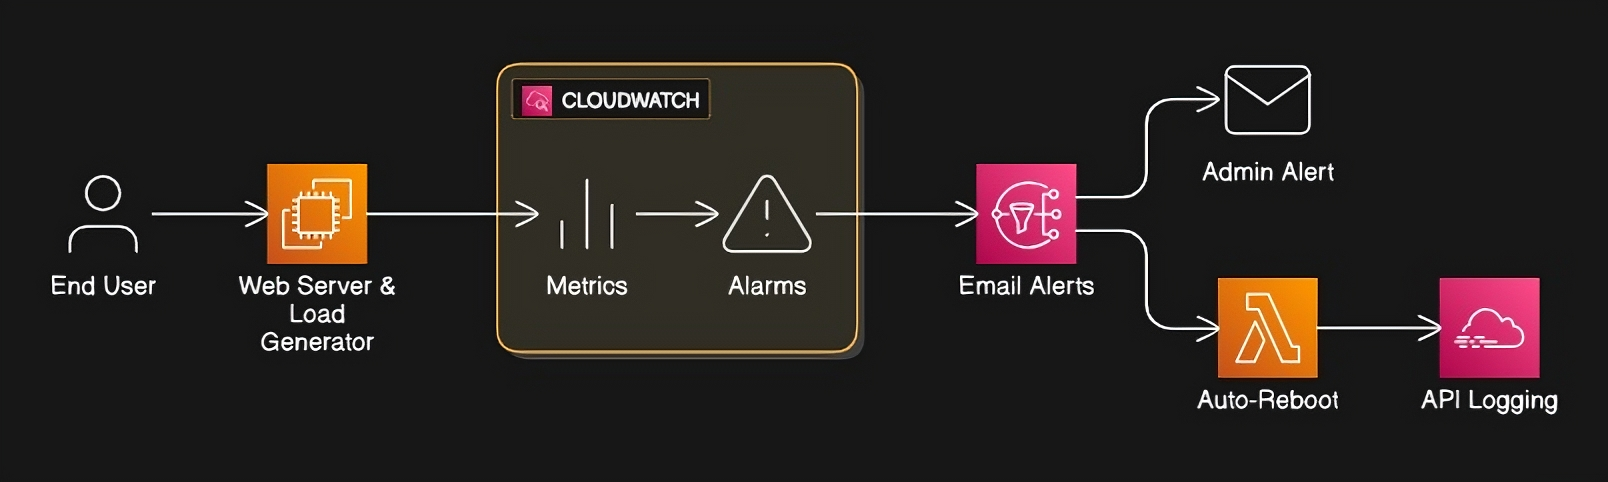 CLOUDWATCH
End User
Web Server &
Load
Generator
Metrics
Alarms
Email Alerts
Admin Alert
Auto-Reboot
API Logging